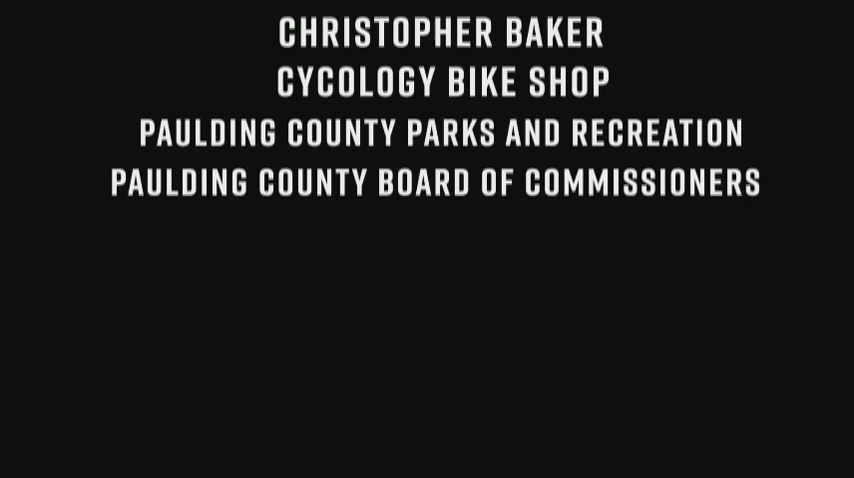 CHRISTOPHER BAKER
CYCOLOGY BIKE SHOP
PAULDING COUNTY PARKS AND RECREATION
PAULDING COUNTY BOARD OF COMMISSIONERS